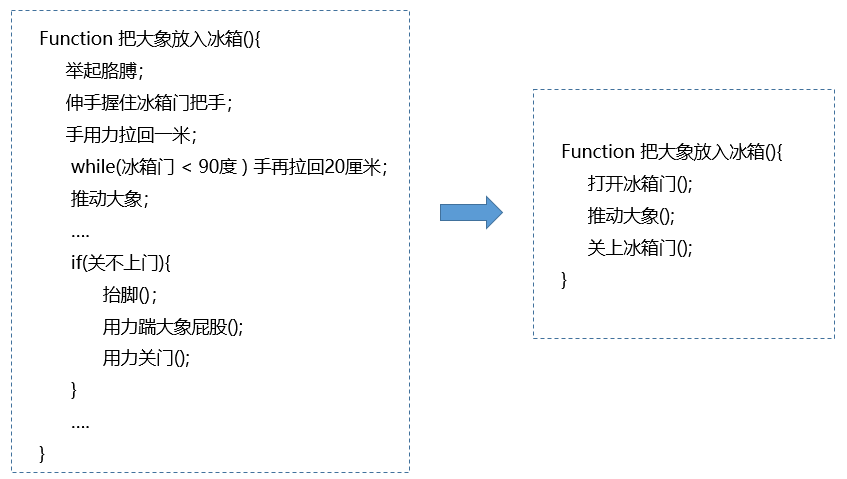 Function 把大象放入冰箱(){
举起胳膊；
伸手握住冰箱门把手；
手用力拉回一米；
while(冰箱门 < 90度 ) 手再拉回20厘米；
推动大象；
....
if(关不上门){
抬脚()；
用力踹大象屁股();
用力关门();
}
....
}
Function 把大象放入冰箱(){
打开冰箱门();
推动大象();
关上冰箱门();
}